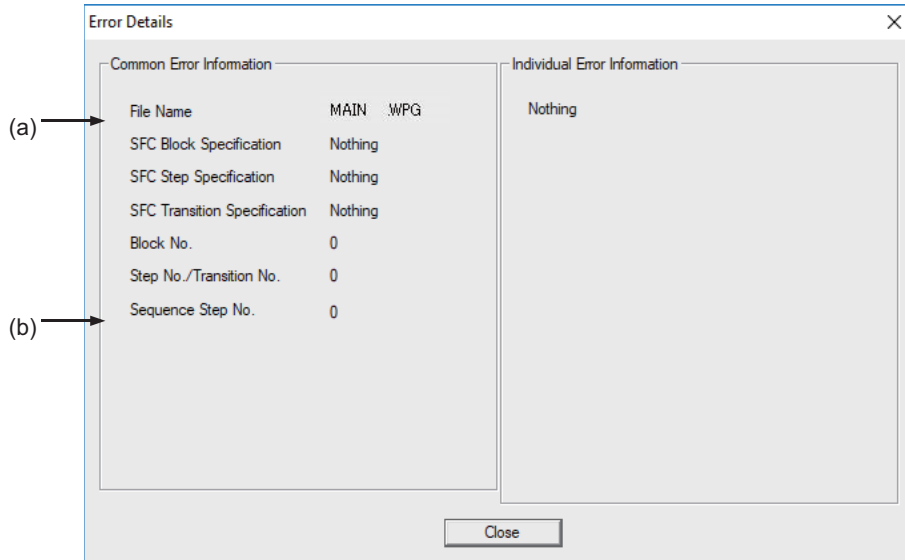 Error Details
Common Error Information
(a)
File Name MAIN .WPG
SFC Block Specification Nothing
SFC Step Specification Nothing
SFC Transition Specification Nothing
Block No. 0
Step No./Transition No. 0
(b)
Sequence Step No. 0
Individual Error Information
Nothing
Close